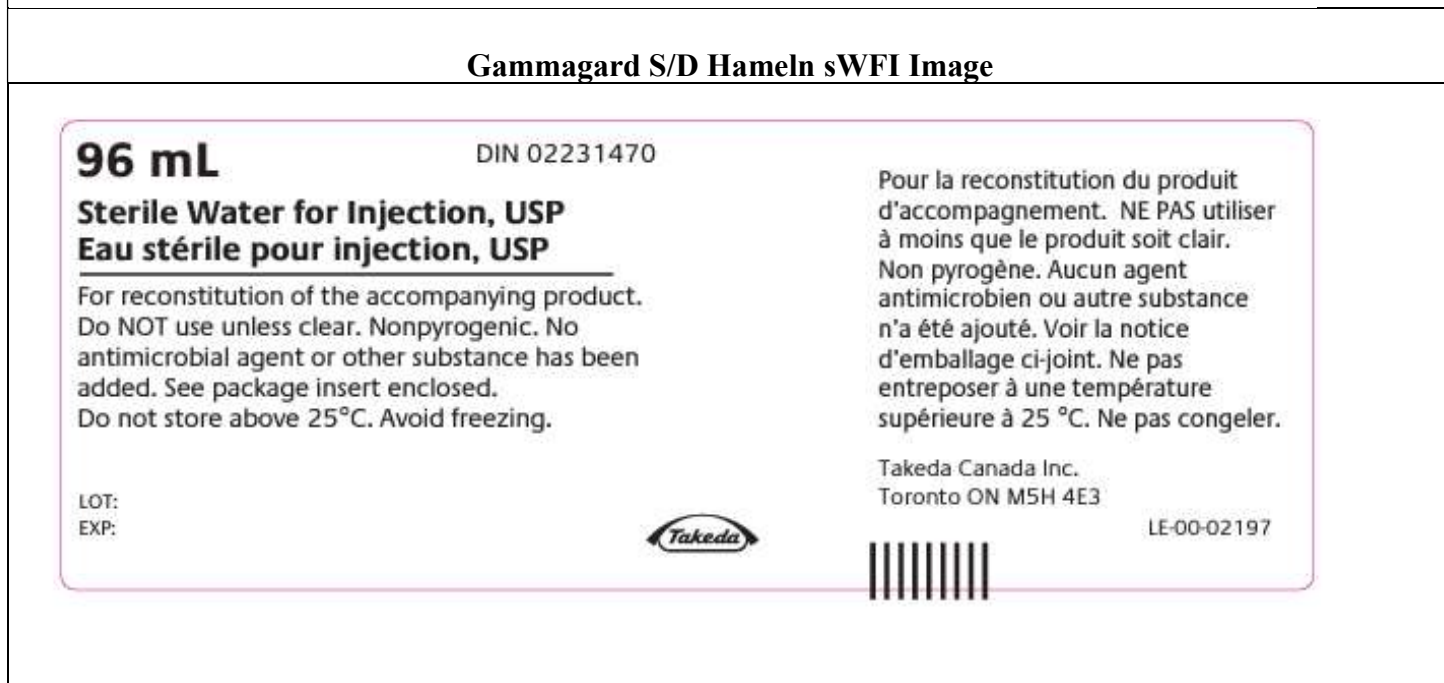 Gammagard S/D Hameln sWFI Image
96 mL
DIN 02231470
Sterile Water for Injection, USP
Eau stérile pour injection, USP
For reconstitution of the accompanying product.
Do NOT use unless clear. Nonpyrogenic. No
antimicrobial agent or other substance has been
added. See package insert enclosed.
Do not store above 25°C. Avoid freezing.
LOT:
EXP:
Takeda
Pour la reconstitution du produit
d'accompagnement.  NE PAS utiliser
à moins que le produit soit clair.
Non pyrogène. Aucun agent
antimicrobien ou autre substance
n'a été ajouté. Voir la notice
d'emballage ci-joint. Ne pas
entreposer à une température
supérieure à 25 °C. Ne pas congeler.
Takeda Canada Inc.
Toronto ON M5H 4E3
LE-00-02197